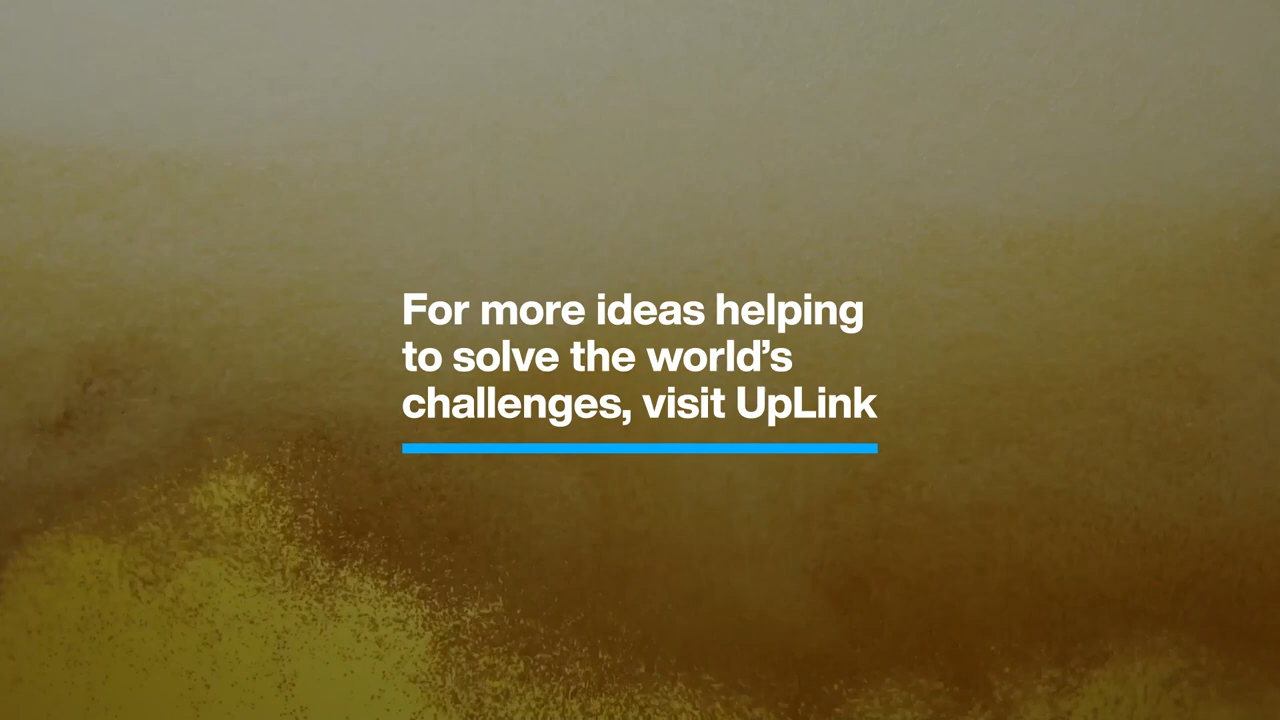 For more ideas helping
to solve the world’s
challenges, visit UpLink